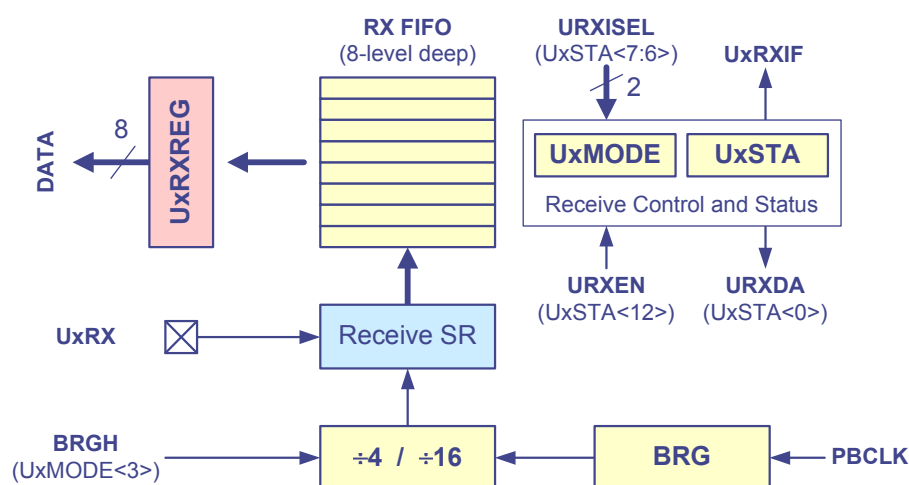 RX FIFO
(8-level deep)
URXISEL
(UxSTA<7:6>)
UxRXIF
2
8
DATA
UxRXREG
UxMODE
UxSTA
Receive Control and Status
URXEN
(UxSTA<12>)
URXDA
(UxSTA<0>)
UxRX
Receive SR
BRGH
(UxMODE<3>)
÷4 / ÷16
BRG
PBCLK